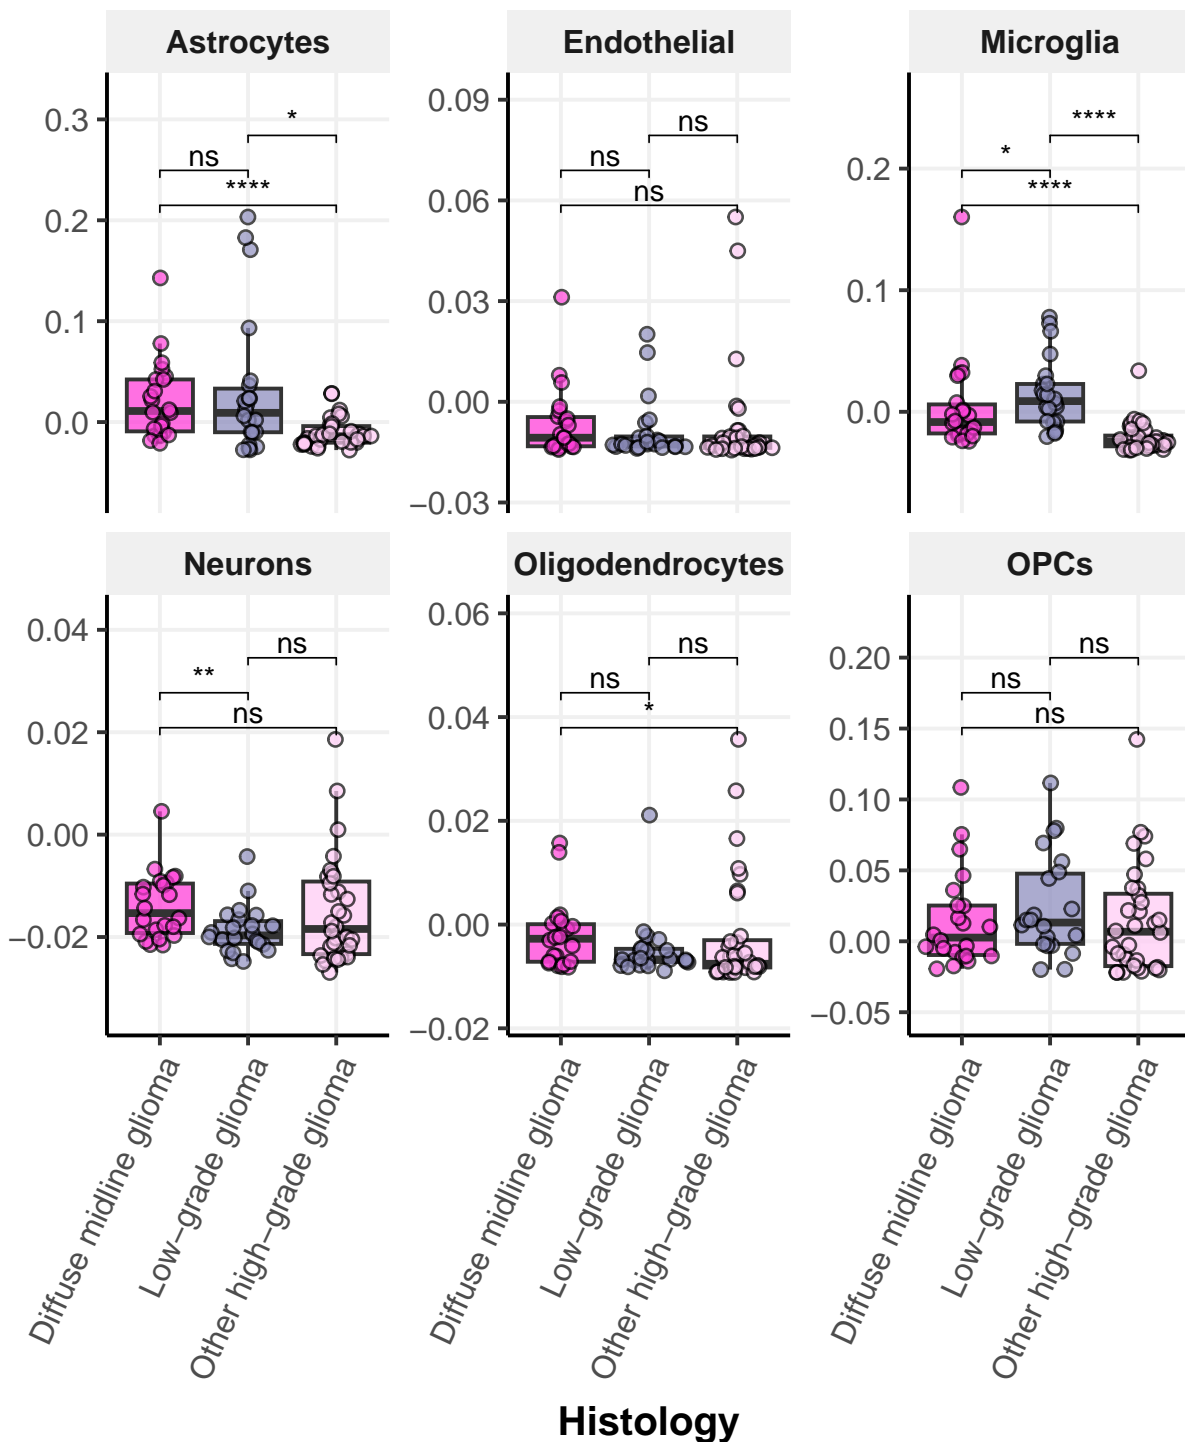 Astrocytes
Endothelial
Microglia
0.3
0.2
0.1
0.0
ns
*
****
0.09
0.06
0.03
0.00
−0.03
ns
ns
ns
0.2
0.1
0.0
*
****
****
Neurons
Oligodendrocytes
OPCs
0.04
0.02
0.00
−0.02
ns
**
ns
0.06
0.04
0.02
0.00
−0.02
ns
ns
*
0.20
0.15
0.10
0.05
0.00
−0.05
ns
ns
ns
Diffuse midline glioma
Low−grade glioma
Other high−grade glioma
Diffuse midline glioma
Low−grade glioma
Other high−grade glioma
Diffuse midline glioma
Low−grade glioma
Other high−grade glioma
Histology